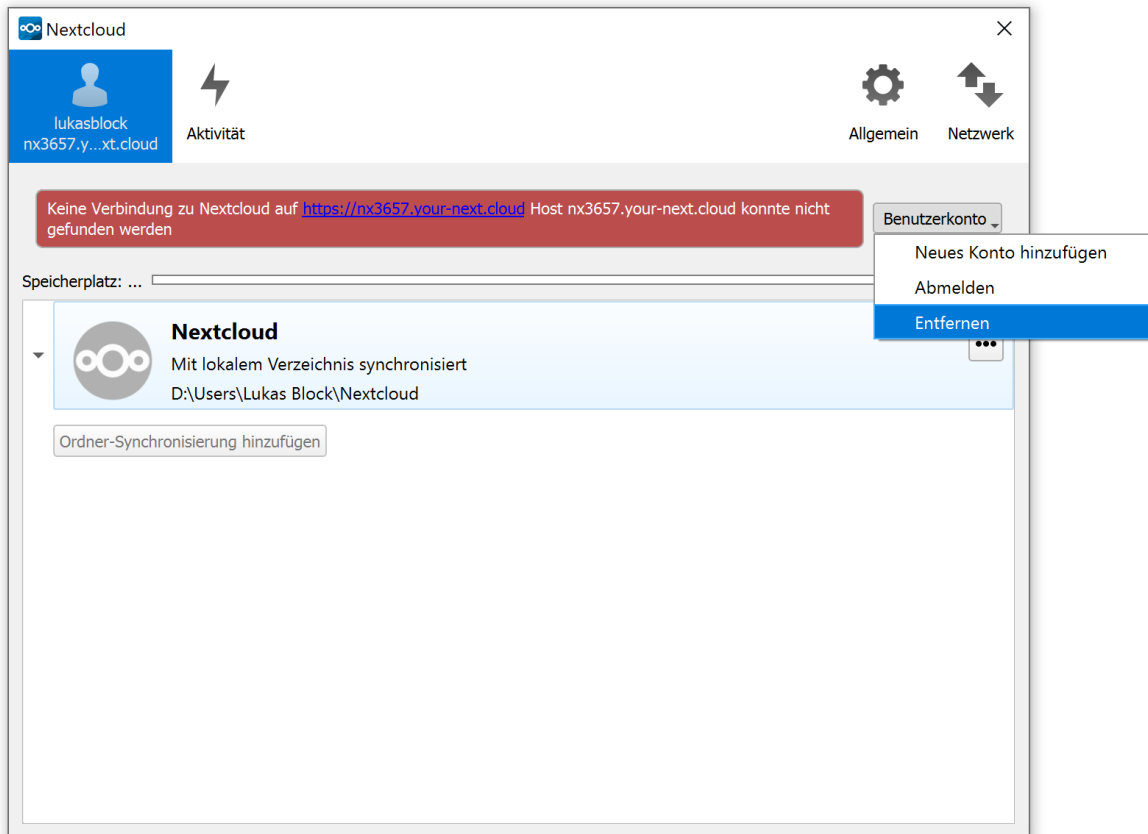 Nextcloud
lukasblock
nx3657.y...xt.cloud
Aktivität
Allgemein
Netzwerk
Keine Verbindung zu Nextcloud auf https://nx3657.your-next.cloud Host nx3657.your-next.cloud konnte nicht
gefunden werden
Benutzerkonto
Neues Konto hinzufügen
Abmelden
Entfernen
Speicherplatz: ...
Nextcloud
Mit lokalem Verzeichnis synchronisiert
D:\Users\Lukas Block\Nextcloud
Ordner-Synchronisierung hinzufügen